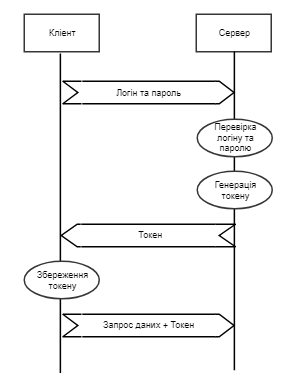 Клієнт
Сервер
Логін та пароль
Перевірка
логіну та
паролю
Генерація
токену
Токен
Збереження
токену
Запрос даних + Токен